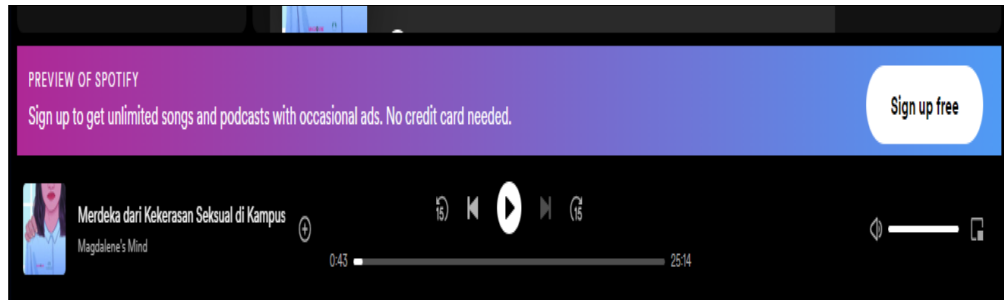 PREVIEW OF SPOTIFY
Sign up to get unlimited songs and podcasts with occasional ads. No credit card needed.
Sign up free
Merdeka dari Kekerasan Seksual di Kampus
Magdalene's Mind
15
15
0:43
25:14